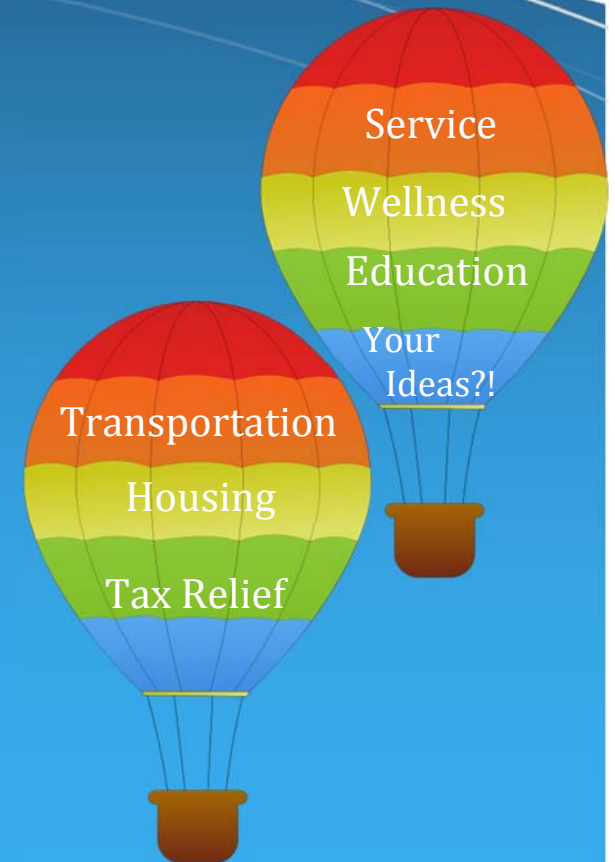 Service
Wellness
Education
Your
Ideas?!
Transportation
Housing
Tax Relief